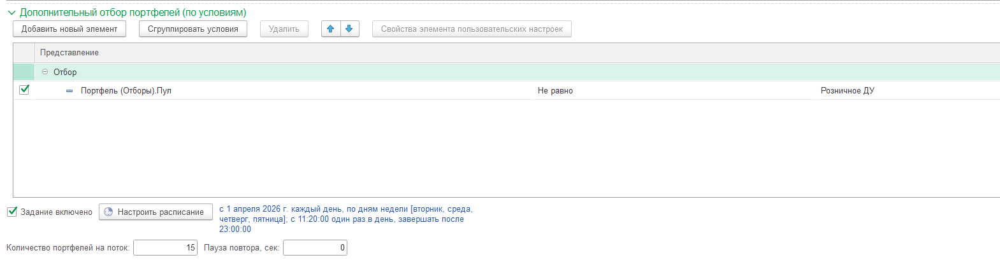 Дополнительный отбор портфелей (по условиям)
Добавить новый элемент Сгруппировать условия Удалить Свойства элемента пользовательских настроек
Представление
Отбор
Портфель (Отборы).Пул Не равно Розничное ДУ
Задание включено Настроить расписание с 1 апреля 2026 г. каждый день, по дням недели [вторник, среда,
четверг, пятница]; с 11:20:00 один раз в день, завершать после
23:00:00
Количество портфелей на поток: 15 Пауза повтора, сек: 0